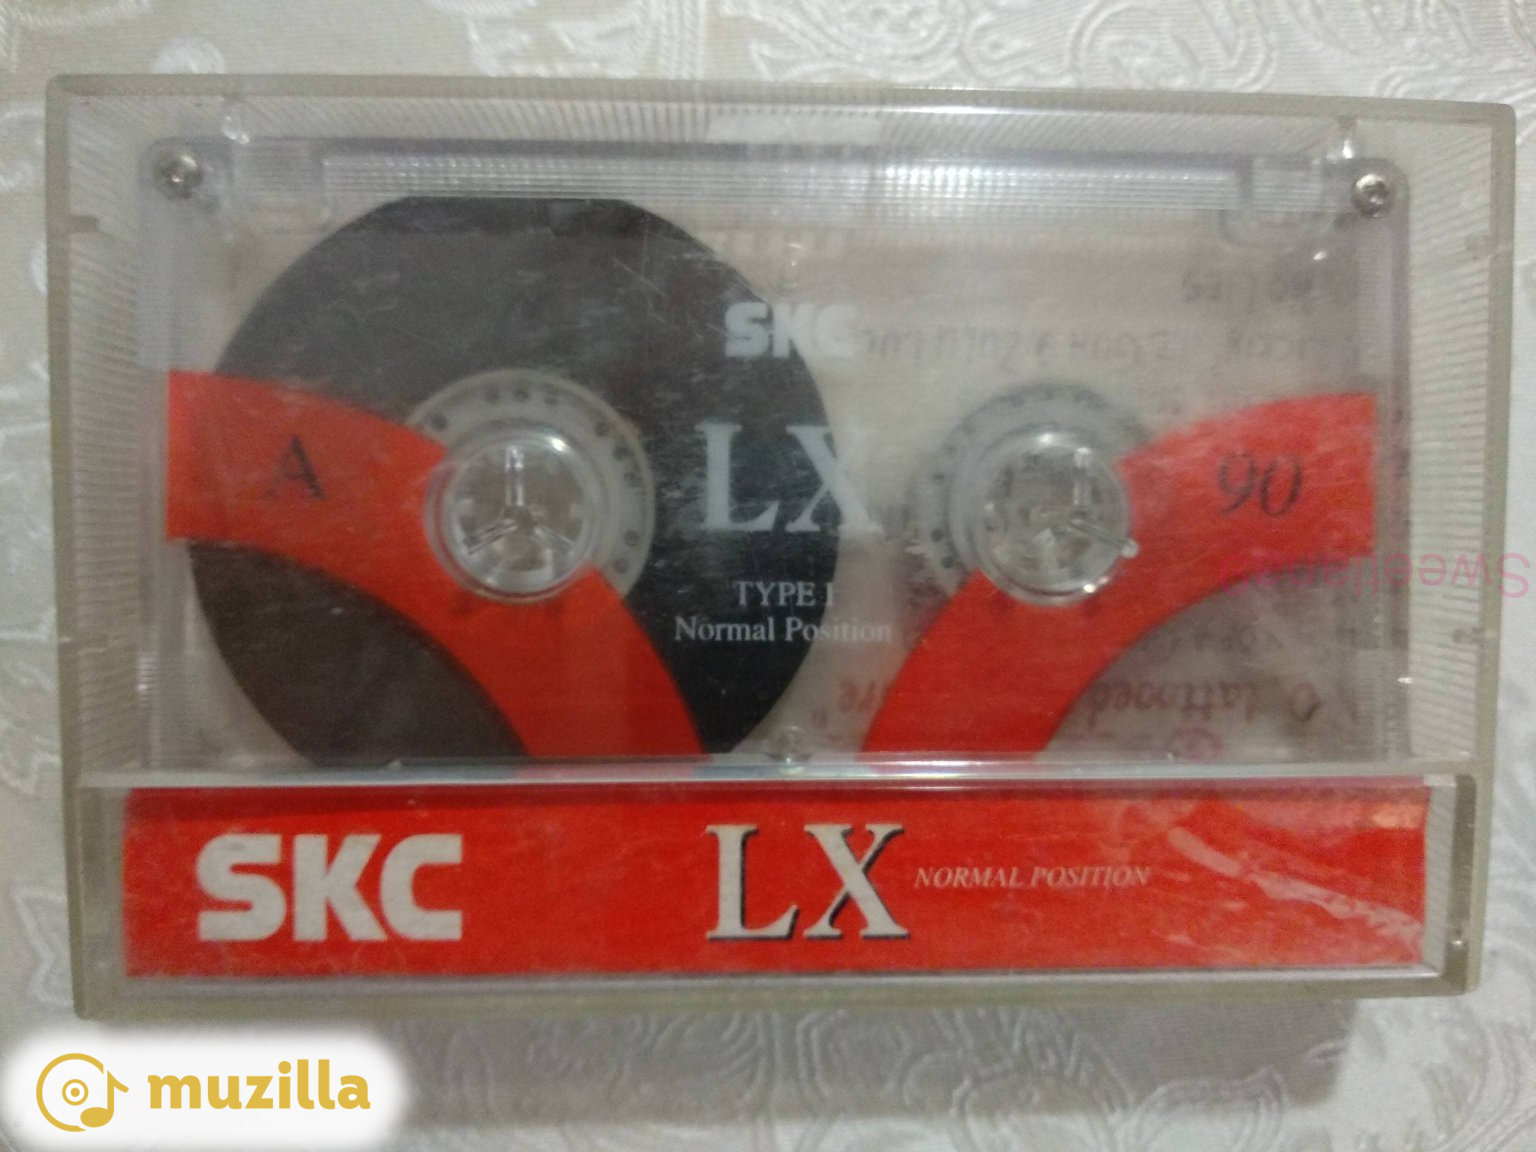 SKC
LX
A
90
TYPE I
Normal Position
SKC LX NORMAL POSITION
muzilla